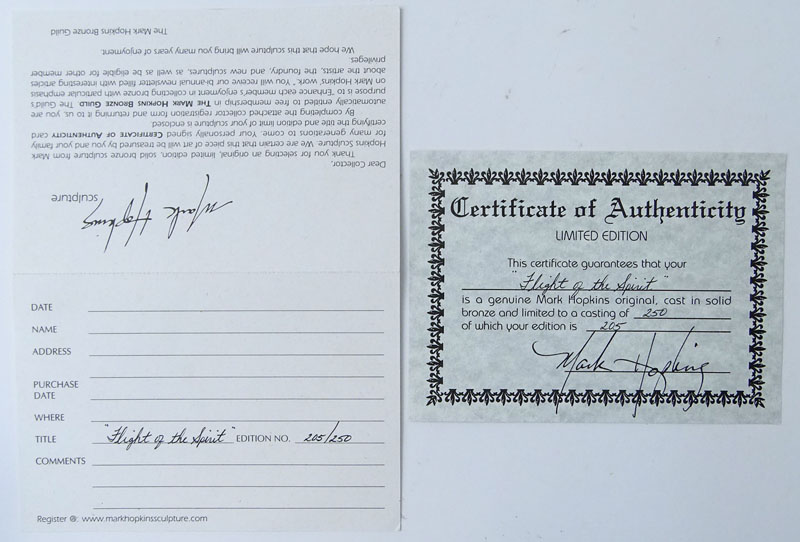 Mark Hopkins
sculpture
Dear Collector,
Thank you for selecting an original, limited edition, solid bronze sculpture from Mark
Hopkins Sculpture. We are certain that this piece of art will be treasured by you and your family
for many generations to come. Your personally signed CERTIFICATE OF AUTHENTICITY card
certifying the title and edition limit of your sculpture is enclosed.
By completing the attached collector registration form and returning it to us, you are
automatically entitled to free membership in THE MARK HOPKINS BRONZE GUILD. The Guild's
purpose is to "Enhance each member's enjoyment in collecting bronze with particular emphasis
on Mark Hopkins' work." You will receive our biannual newsletter filled with interesting articles
about the artists, the foundry, and new sculptures, as well as be eligible for other member
privileges.
We hope that this sculpture will bring you many years of enjoyment.
The Mark Hopkins Bronze Guild
DATE
NAME
ADDRESS
PURCHASE
DATE
WHERE
TITLE "Flight of the Spirit" EDITION NO. 205/250
COMMENTS
Register @: www.markhopkinssculpture.com
Certificate of Authenticity
LIMITED EDITION
This certificate guarantees that your
"Flight of the Spirit"
is a genuine Mark Hopkins original, cast in solid
bronze and limited to a casting of 250
of which your edition is 205
Mark Hopkins